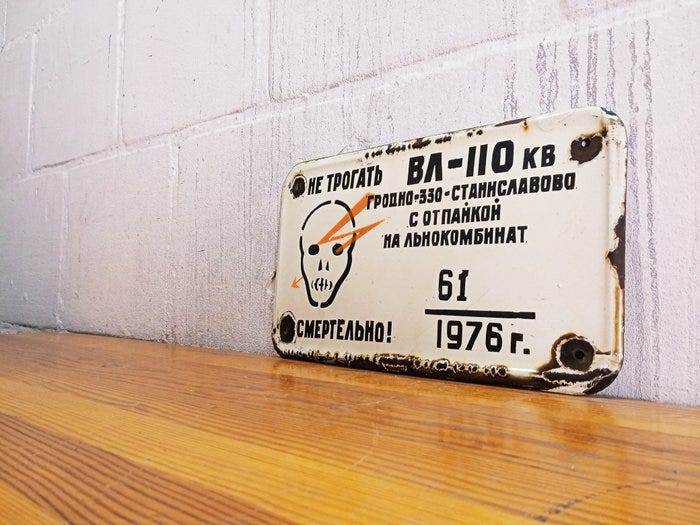 НЕ ТРОГАТЬ
СМЕРТЕЛЬНО!
ВЛ-110 КВ
ГРОДНО-330-СТАНИСЛАВОВО
С ОТПАЙКОЙ
НА ЛЬНОКОМБИНАТ
61
1976 г.